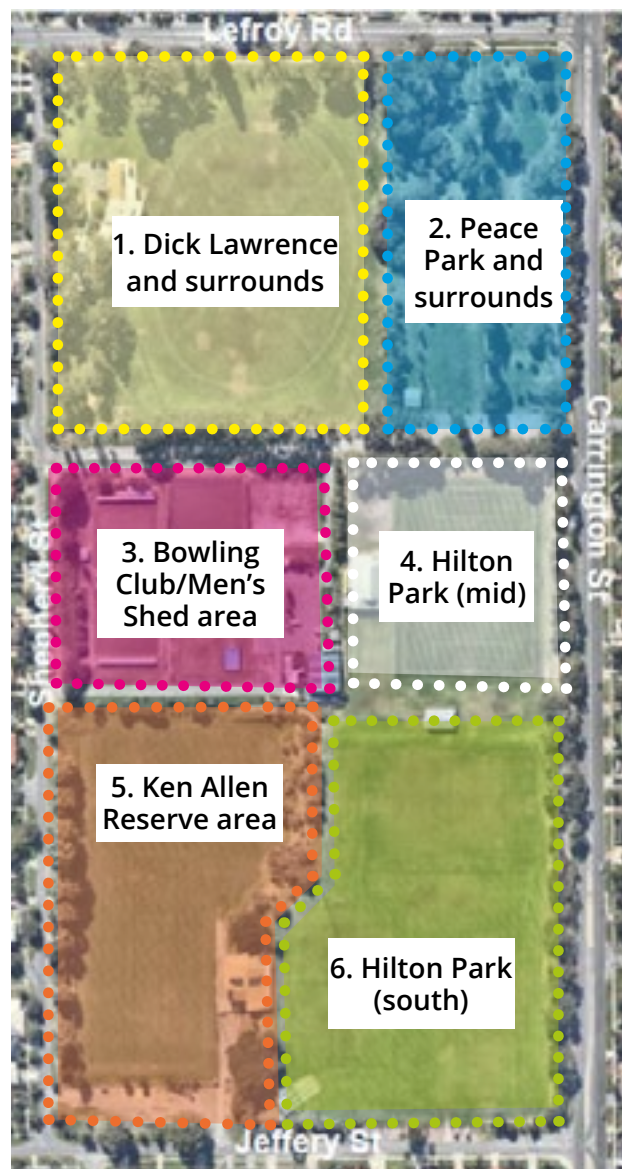 Lefroy Rd
1. Dick Lawrence
and surrounds
2. Peace
Park and
surrounds
Carrington St
3. Bowling
Club/Men's
Shed area
4. Hilton
Park (mid)
Shepherd St
5. Ken Allen
Reserve area
6. Hilton Park
(south)
Jeffery St